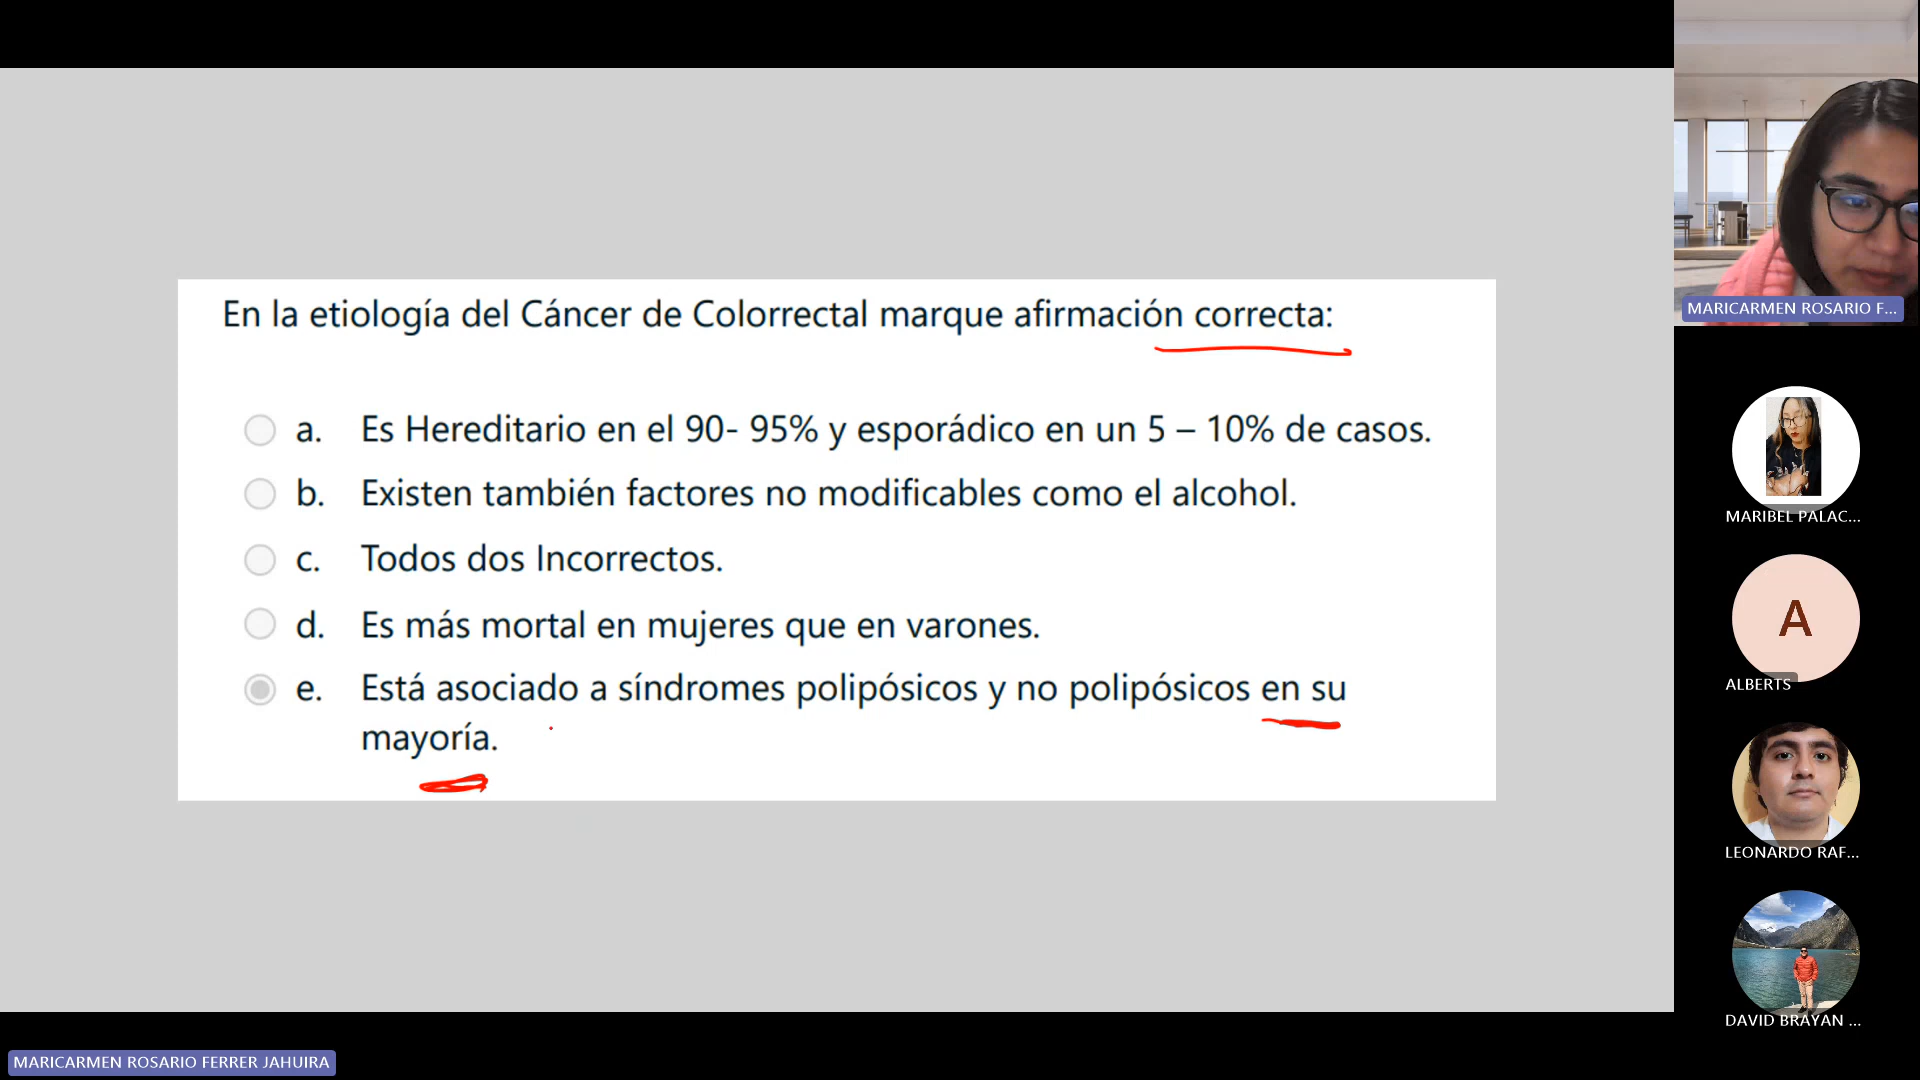 En la etiología del Cáncer de Colorrectal marque afirmación correcta:
a. Es Hereditario en el 90- 95% y esporádico en un 5 – 10% de casos.
b. Existen también factores no modificables como el alcohol.
c. Todos dos Incorrectos.
d. Es más mortal en mujeres que en varones.
e. Está asociado a síndromes polipósicos y no polipósicos en su
mayoría.
MARICARMEN ROSARIO F...
MARIBEL PALAC...
A
ALBERTS
LEONARDO RAF...
DAVID BRAYAN ...
MARICARMEN ROSARIO FERRER JAHUIRA